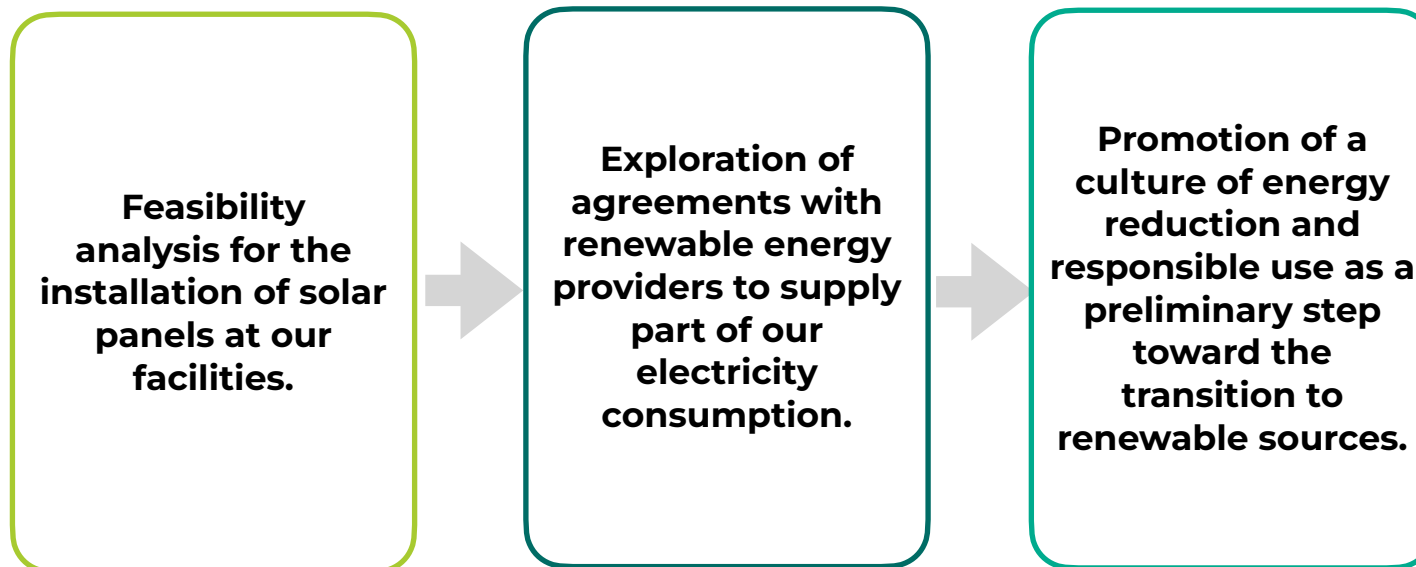 Feasibility
analysis for the
installation of solar
panels at our
facilities.
Exploration of
agreements with
renewable energy
providers to supply
part of our
electricity
consumption.
Promotion of a
culture of energy
reduction and
responsible use as a
preliminary step
toward the
transition to
renewable sources.